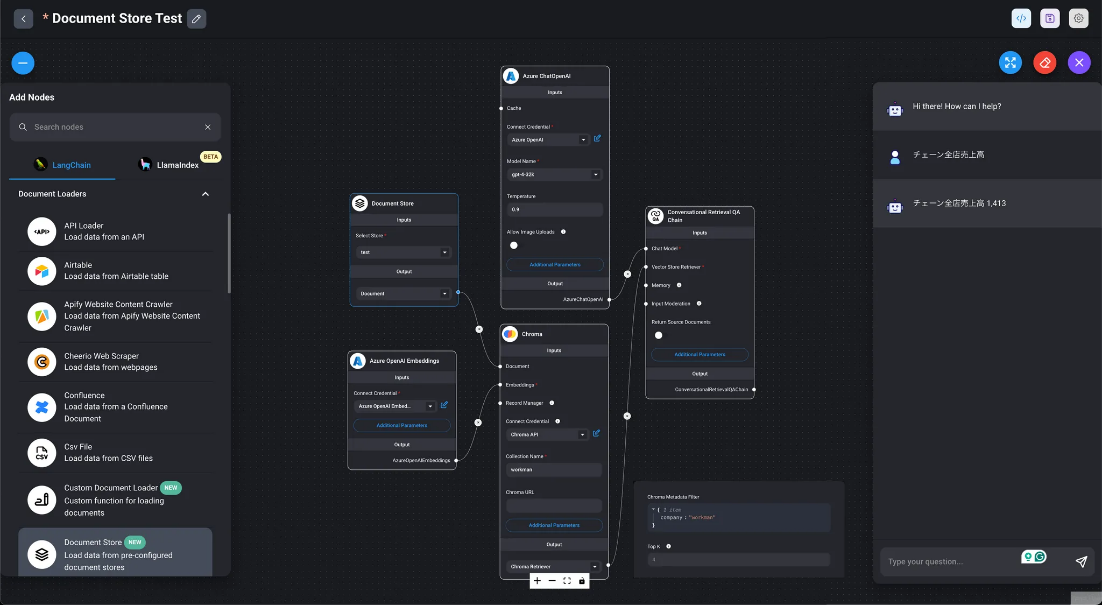 * Document Store Test
Add Nodes
Search nodes
LangChain
LlamaIndex
BETA
Document Loaders
</API>
API Loader
Load data from an API
Airtable
Load data from Airtable table
Apify Website Content Crawler
Load data from Apify Website Content
Crawler
Cheerio Web Scraper
Load data from webpages
Confluence
Load data from a Confluence
Document
CSV
Csv File
Load data from CSV files
Custom Document Loader NEW
Custom function for loading
documents
Document Store NEW
Load data from pre-configured
document stores
Document Store
Inputs
Select Store *
test
Output
Document
Azure OpenAI Embeddings
Inputs
Connect Credential *
Azure OpenAI Embed...
Additional Parameters
Output
AzureOpenAIEmbeddings
Azure ChatOpenAI
Inputs
Cache
Connect Credential *
Azure OpenAI
Model Name *
gpt-4-32k
Temperature
0.9
Allow Image Uploads
Additional Parameters
Output
AzureChatOpenAI
Chroma
Inputs
Document
Embeddings *
Record Manager
Connect Credential
Chroma API
Collection Name *
workman
Chroma URL
Additional Parameters
Output
Chroma Retriever
QA
Conversational Retrieval QA
Chain
Inputs
Chat Model *
Vector Store Retriever *
Memory
Input Moderation
Return Source Documents
Additional Parameters
Output
ConversationalRetrievalQAChain
Chroma Metadata Filter
company : "workman"
}
Top K
Hi there! How can I help?
チェーン全店売上高
チェーン全店売上高 1,413
Type your question...